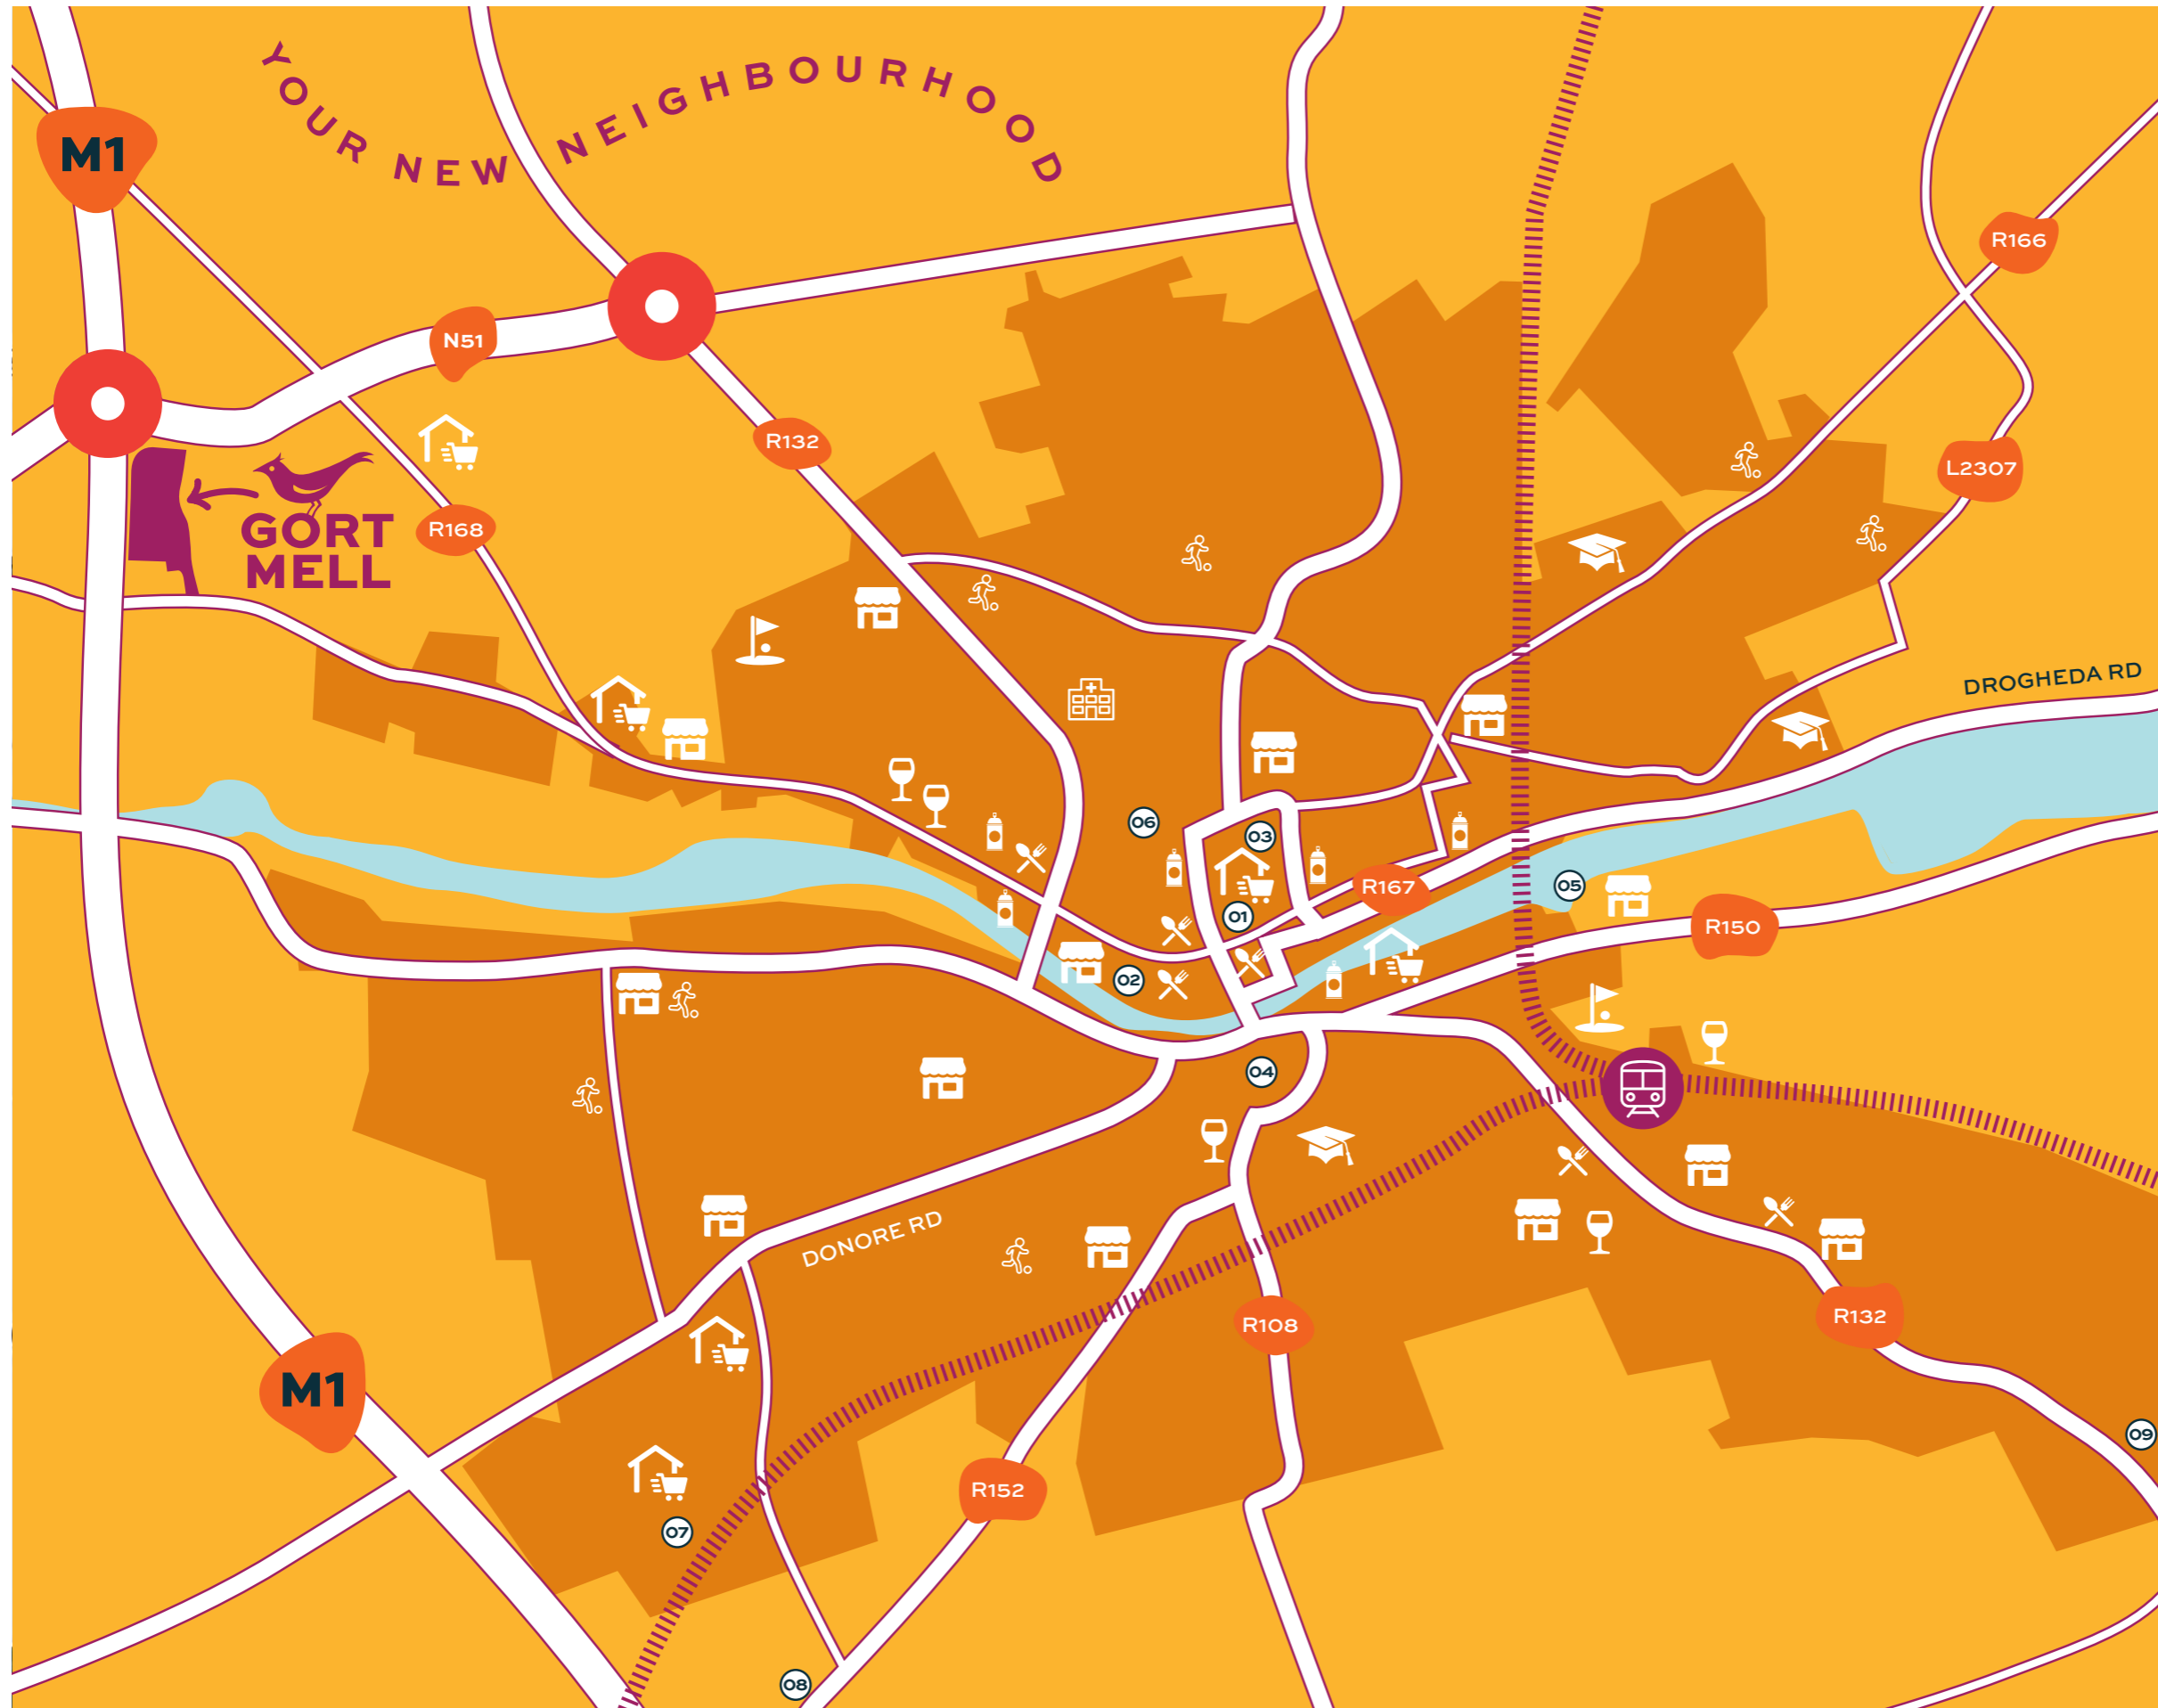 YOUR NEW NEIGHBOURHOOD
M1
R166
N51
R132
L2307
GORT
MELL
R168
DROGHEDA RD
06
03
R167
05
01
R150
02
04
DONORE RD
R108
R132
M1
09
R152
07
08